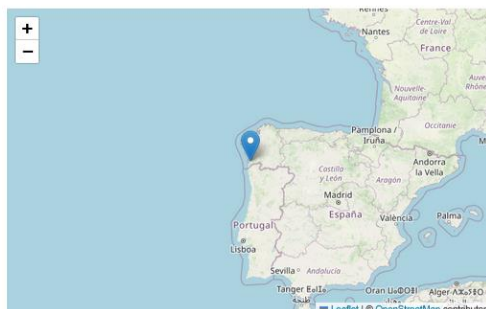 Rennes
Centre-Val
de Loire
+
Nantes
−
France
Nouvelle-
Aquitaine
Occitanie
Pamplona /
Iruña
Andorra
la Vella
Castilla
y León
Aragón
Madrid
España
València
Palma
Portugal
Lisboa
Sevilla
Andalucía
Tanger
Oran
Alger
Leaflet | © OpenStreetMap contributors